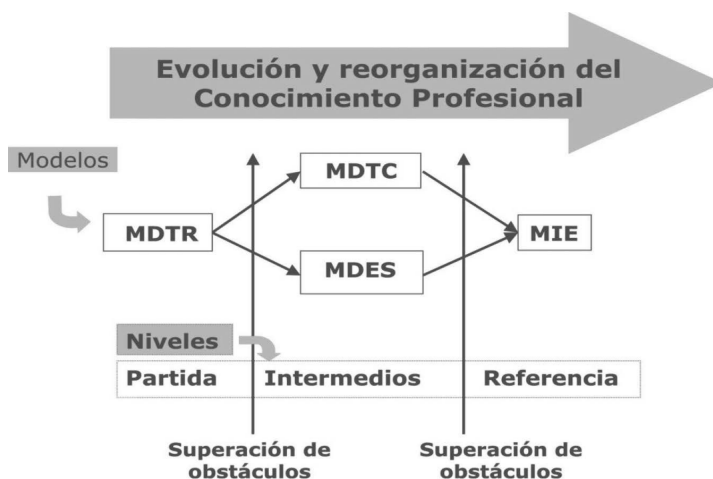 Evolución y reorganización del
Conocimiento Profesional
Modelos
MDTC
MDTR
MIE
MDES
Niveles
Partida Intermedios Referencia
Superación de
obstáculos
Superación de
obstáculos